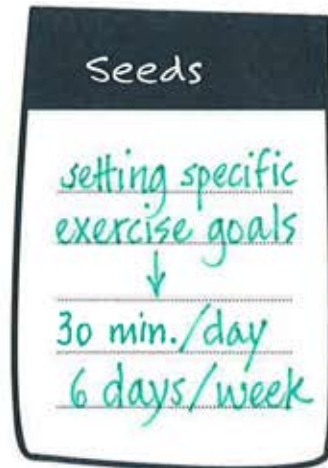 Seeds
setting specific
exercise goals
↓
30 min./day
6 days/week